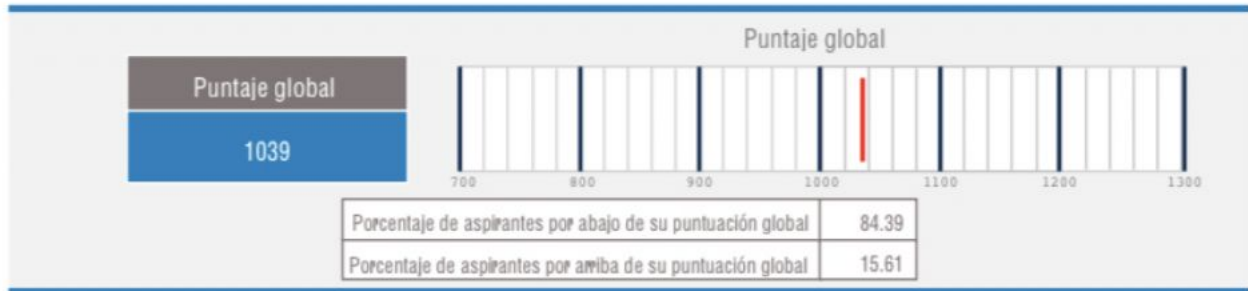 Puntaje global
Puntaje global
1039
700 800 900 1000 1100 1200 1300
Porcentaje de aspirantes por abajo de su puntuación global 84.39
Porcentaje de aspirantes por arriba de su puntuación global 15.61